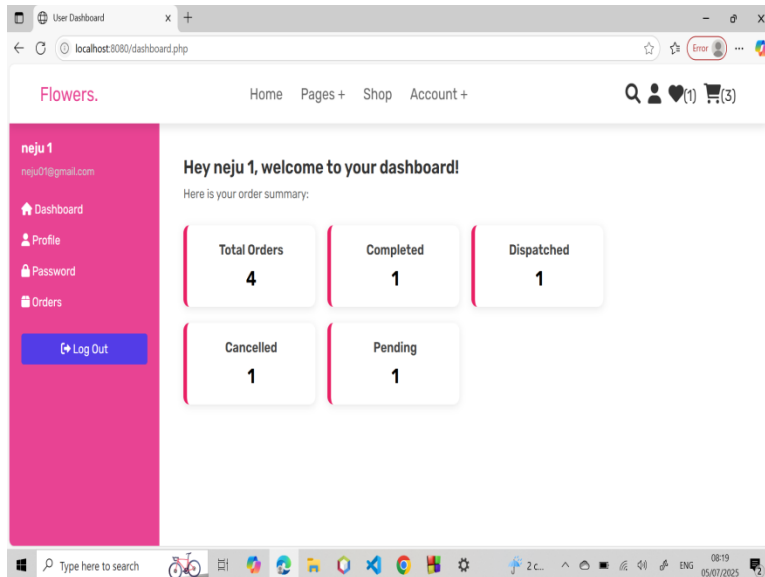 User Dashboard
localhost:8080/dashboard.php
Error
Flowers.
Home Pages + Shop Account +
(1) (3)
neju 1
neju01@gmail.com
Dashboard
Profile
Password
Orders
Log Out
Hey neju 1, welcome to your dashboard!
Here is your order summary:
Total Orders
4
Completed
1
Dispatched
1
Cancelled
1
Pending
1
Type here to search
2 c...
ENG
08:19
05/07/2025
2